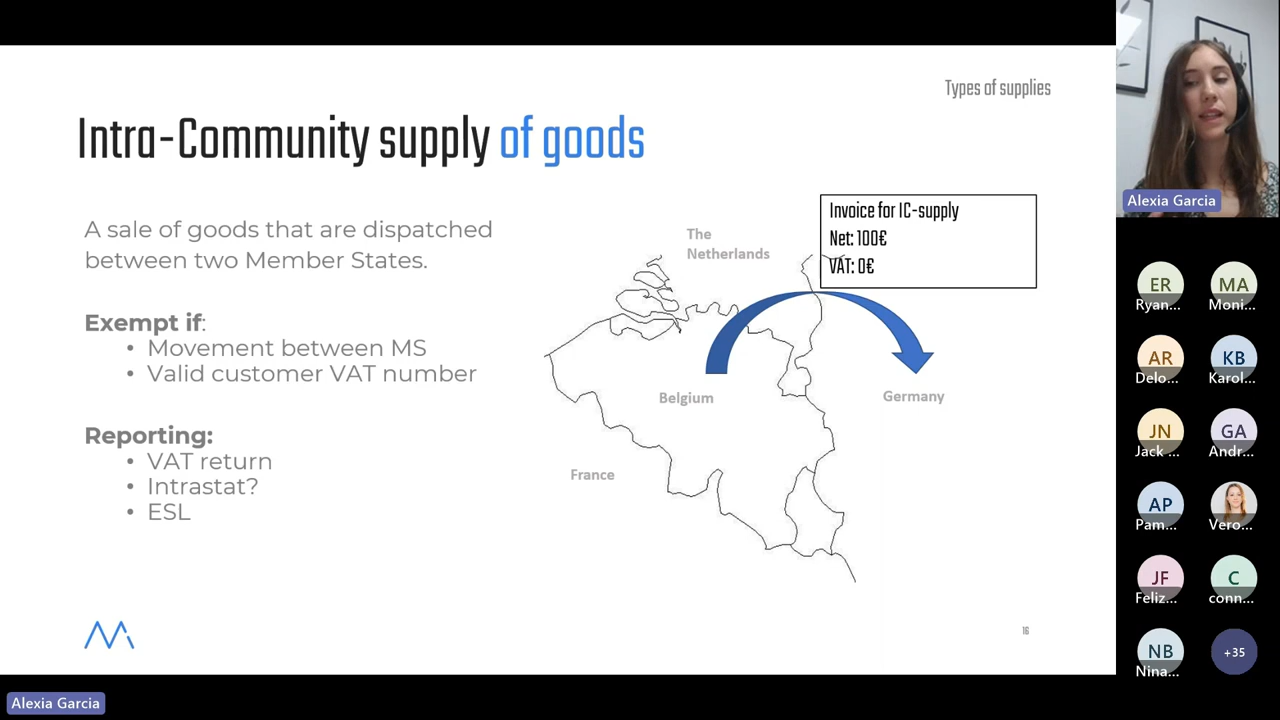 Types of supplies
Intra-Community supply of goods
A sale of goods that are dispatched
between two Member States.
Exempt if:
• Movement between MS
• Valid customer VAT number
Reporting:
• VAT return
• Intrastat?
• ESL
The
Netherlands
Invoice for IC-supply
Net: 100€
VAT: 0€
Belgium
Germany
France
16
Alexia Garcia
Alexia Garcia
ER
Ryan...
MA
Moni...
AR
Delo...
KB
Karol...
JN
Jack ...
GA
Andr...
AP
Pam...
Vero...
JF
Feliz...
C
conn...
NB
Nina...
+35